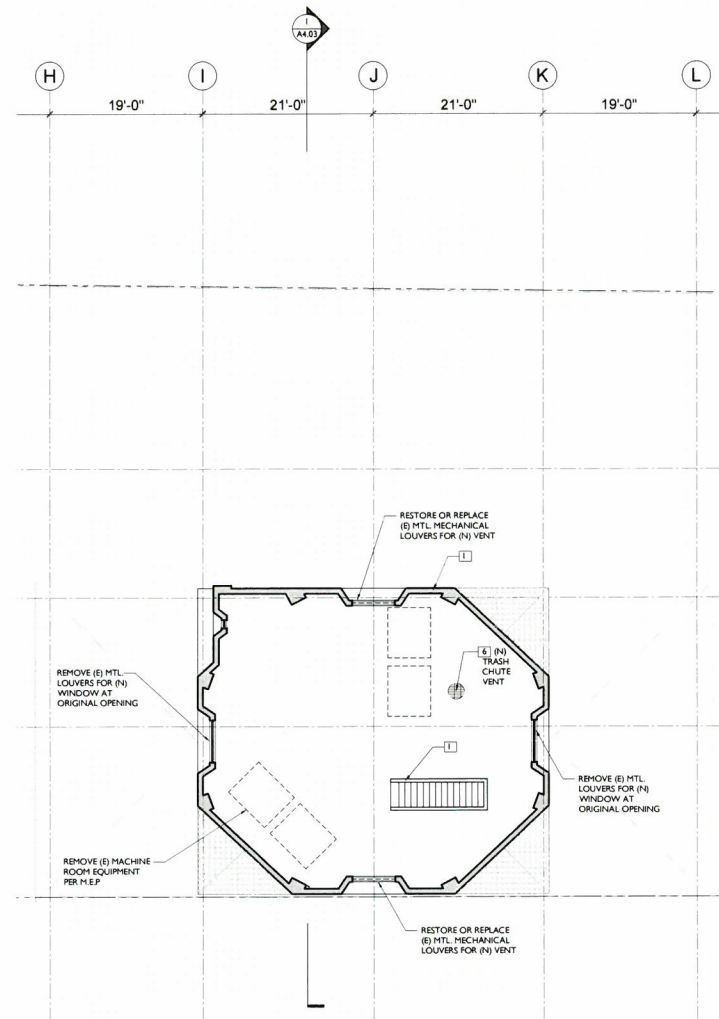 1
A4.03
H
I
J
K
L
19'-0"
21'-0"
21'-0"
19'-0"
RESTORE OR REPLACE
(E) MTL. MECHANICAL
LOUVERS FOR (N) VENT
1
6 (N)
TRASH
CHUTE
VENT
REMOVE (E) MTL.
LOUVERS FOR (N)
WINDOW AT
ORIGINAL OPENING
1
REMOVE (E) MTL.
LOUVERS FOR (N)
WINDOW AT
ORIGINAL OPENING
REMOVE (E) MACHINE
ROOM EQUIPMENT
PER M.E.P
RESTORE OR REPLACE
(E) MTL. MECHANICAL
LOUVERS FOR (N) VENT